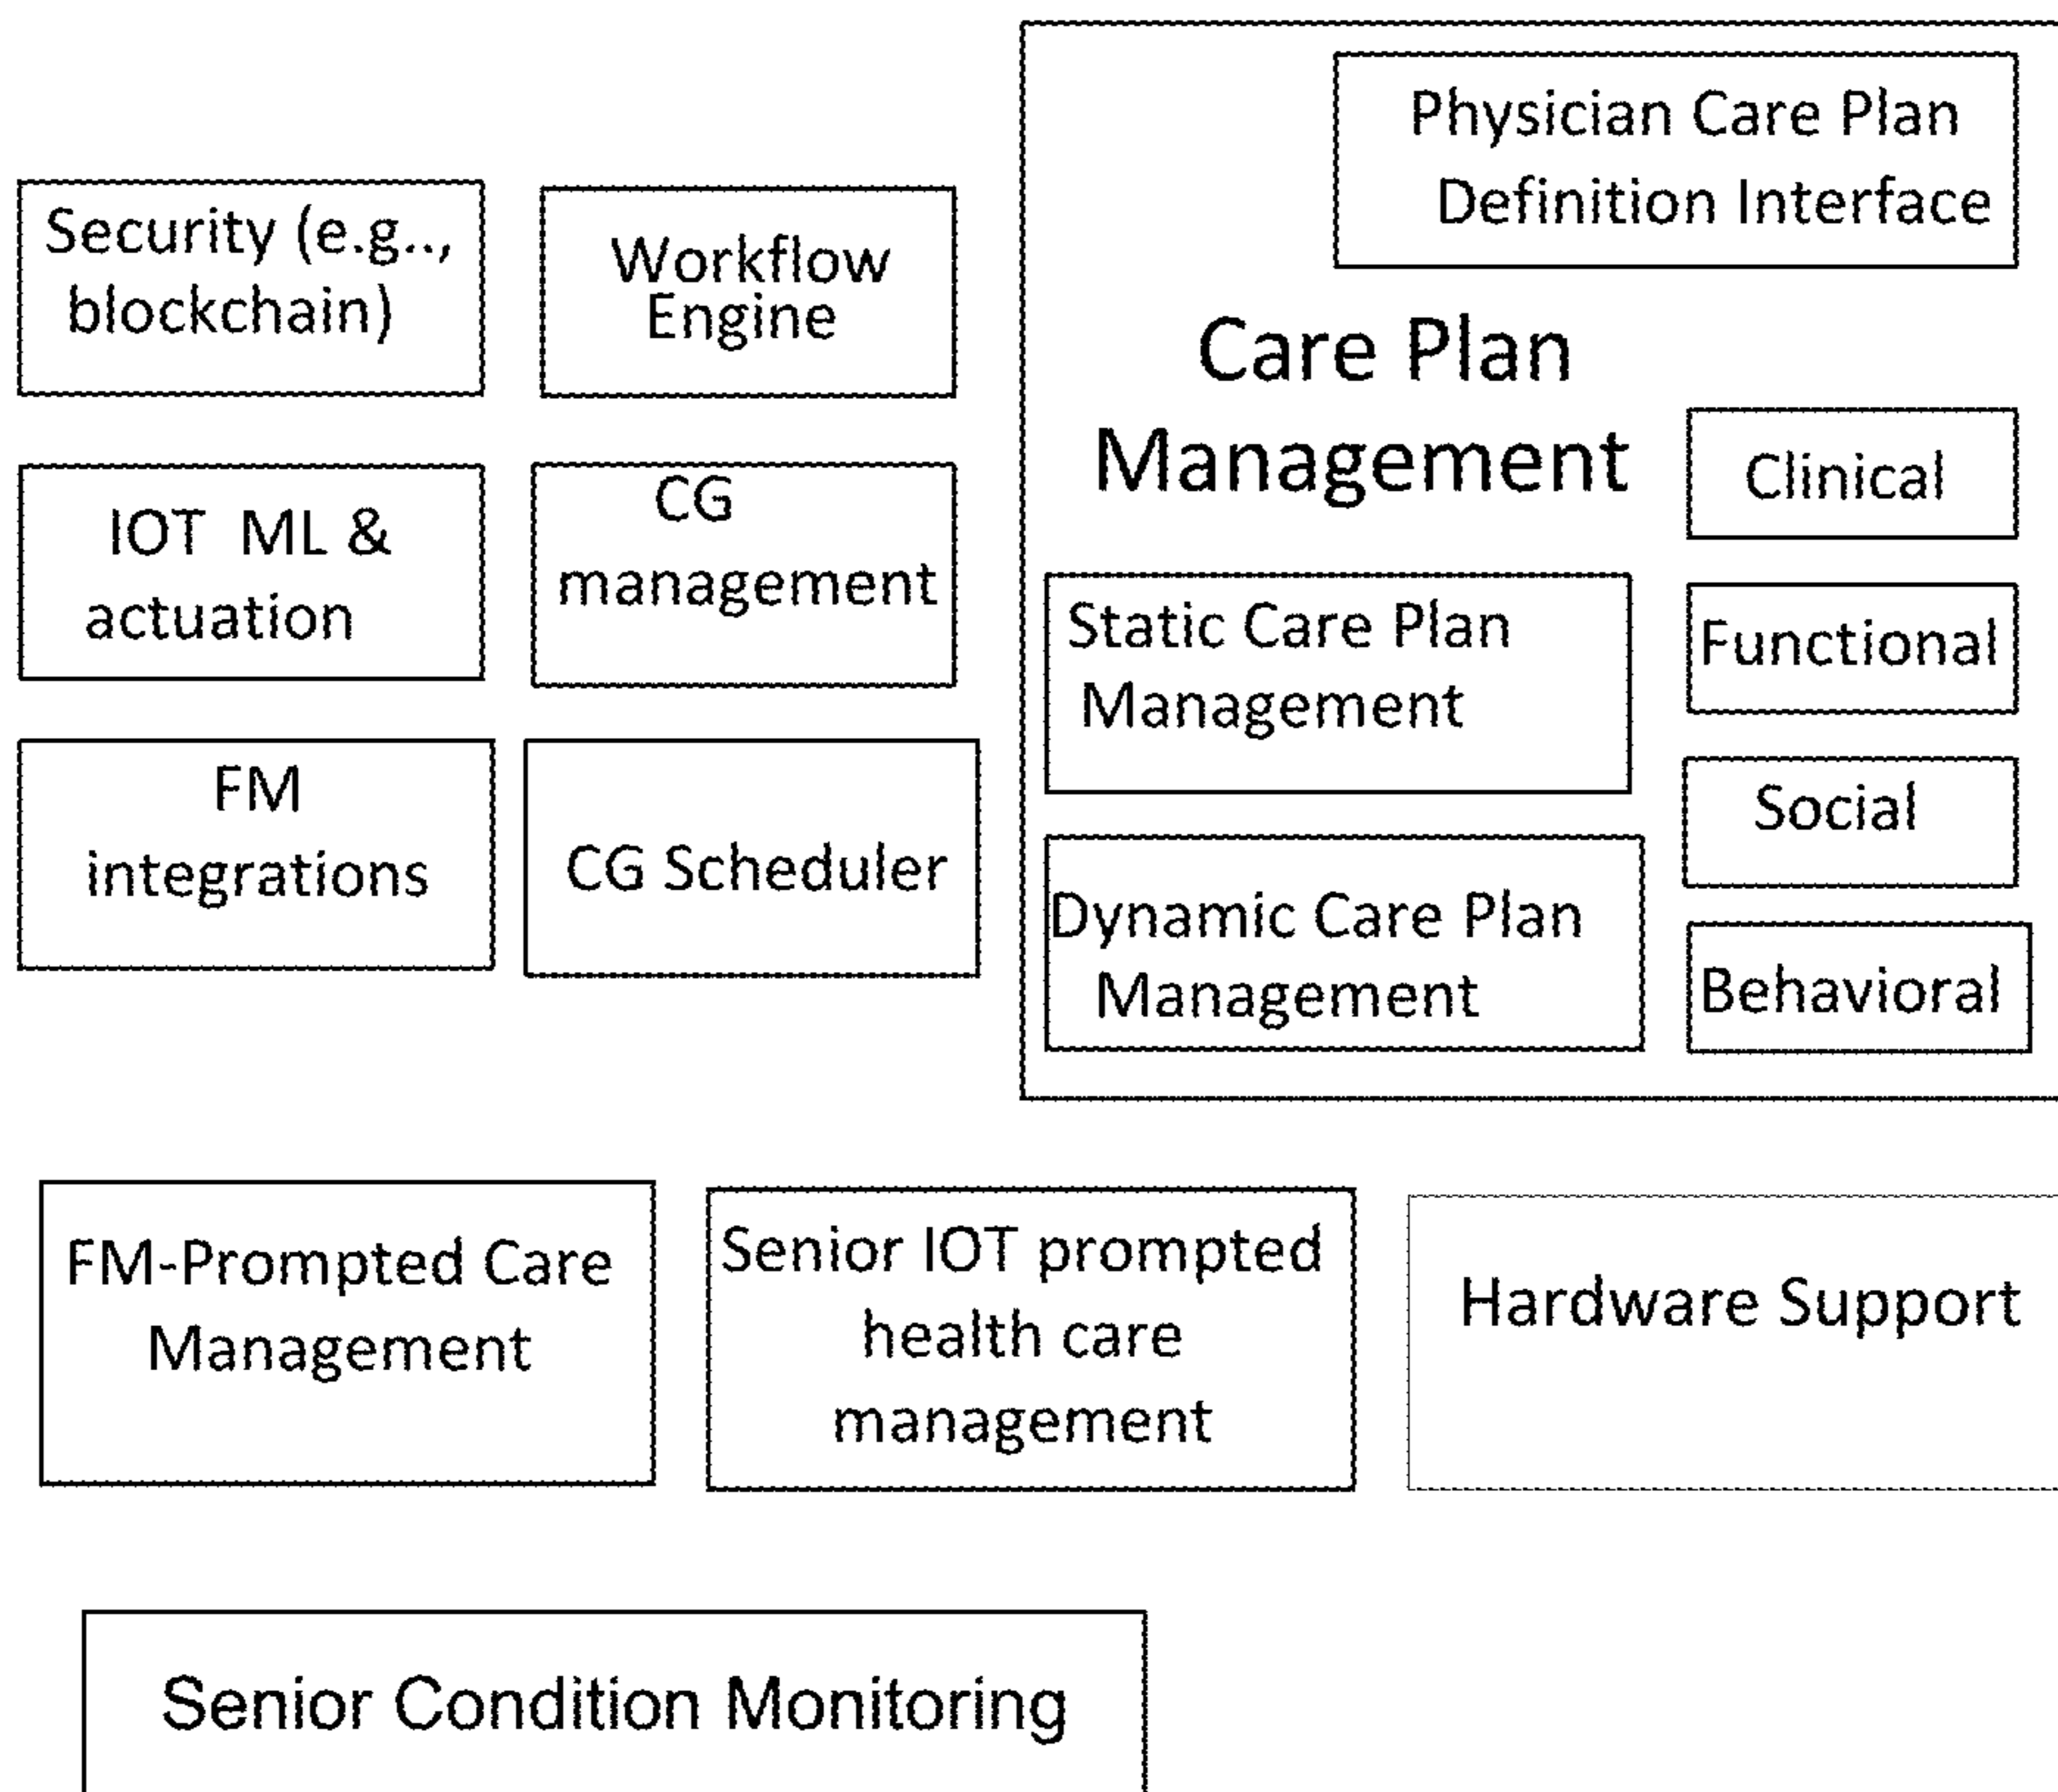 Security (e.g..,
blockchain)
Workflow
Engine
IOT ML &
actuation
CG
management
FM
integrations
CG Scheduler
Physician Care Plan
Definition Interface
Care Plan
Management
Clinical
Static Care Plan
Management
Functional
Social
Dynamic Care Plan
Management
Behavioral
FM-Prompted Care
Management
Senior IOT prompted
health care
management
Hardware Support
Senior Condition Monitoring